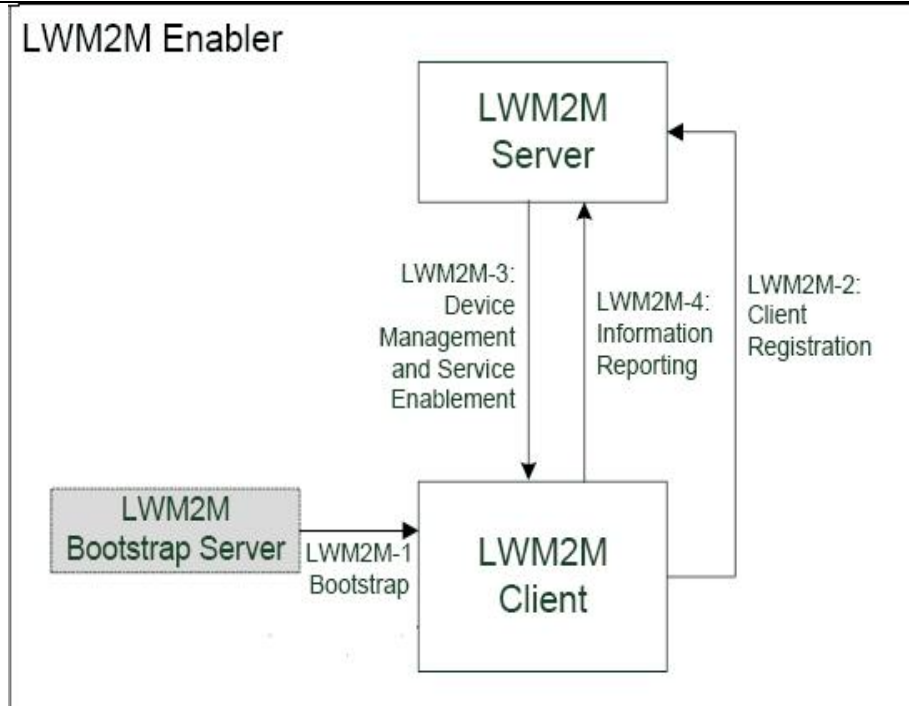 LWM2M Enabler
LWM2M
Server
LWM2M-3:
Device
Management
and Service
Enablement
LWM2M-4:
Information
Reporting
LWM2M-2:
Client
Registration
LWM2M
Bootstrap Server
LWM2M-1
Bootstrap
LWM2M
Client